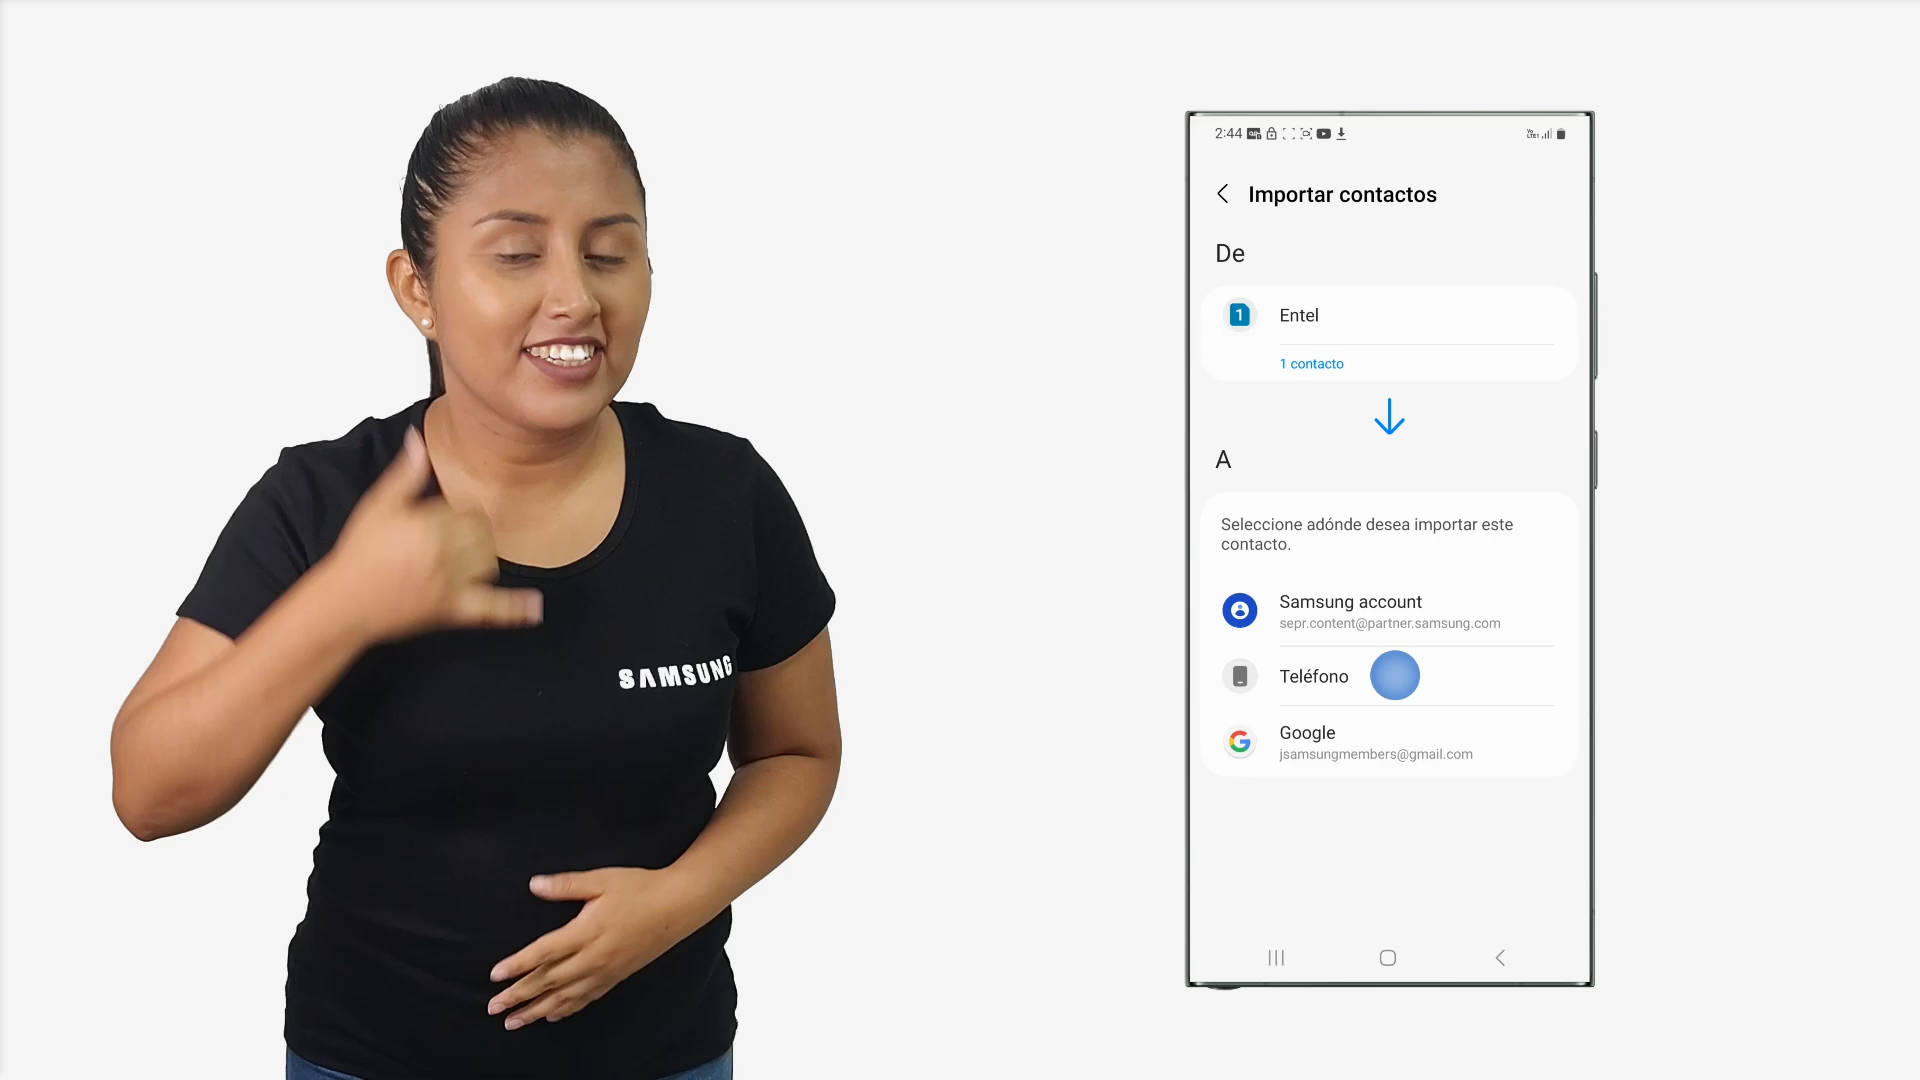 SAMSUNG
2:44
Importar contactos
De
1
Entel
1 contacto
A
Seleccione adónde desea importar este
contacto.
Samsung account
sepr.content@partner.samsung.com
Teléfono
Google
jsamsungmembers@gmail.com